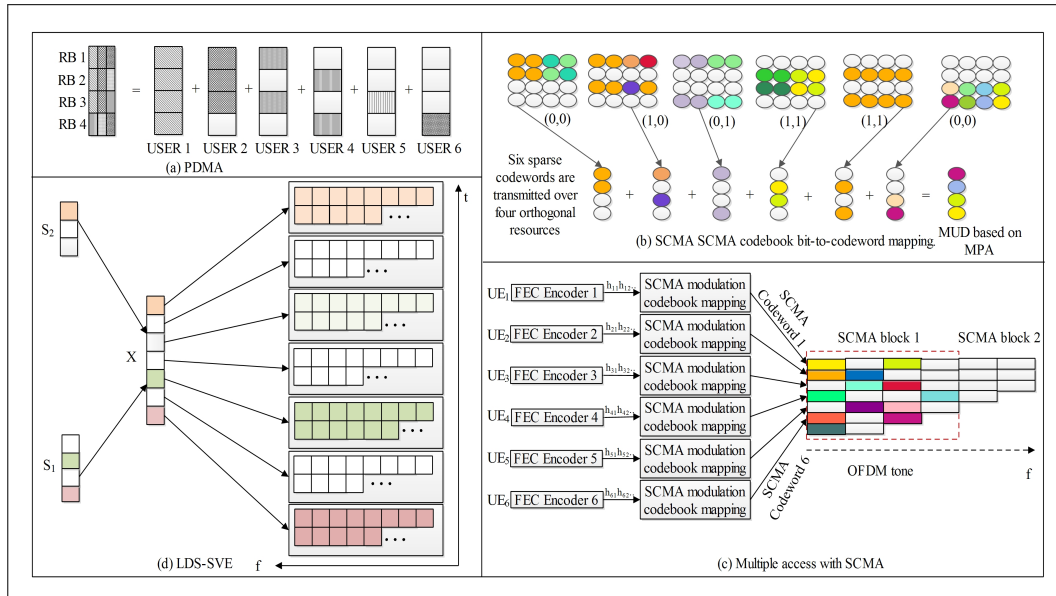 RB 1
RB 2
RB 3
RB 4
=
+
+
+
+
+
USER 1
USER 2
USER 3
USER 4
USER 5
USER 6
(a) PDMA
(0,0)
(1,0)
(0,1)
(1,1)
(1,1)
(0,0)
Six sparse
codewords are
transmitted over
four orthogonal
resources
+
+
+
+
+
=
(b) SCMA SCMA codebook bit-to-codeword mapping.
MUD based on
MPA
S2
X
S1
t
...
...
...
...
...
...
...
(d) LDS-SVE
f
UE1
FEC Encoder 1
h11h12..
SCMA modulation
codebook mapping
UE2
FEC Encoder 2
h21h22..
SCMA modulation
codebook mapping
UE3
FEC Encoder 3
h31h32..
SCMA modulation
codebook mapping
UE4
FEC Encoder 4
h41h42..
SCMA modulation
codebook mapping
UE5
FEC Encoder 5
h51h52..
SCMA modulation
codebook mapping
UE6
FEC Encoder 6
h61h62..
SCMA modulation
codebook mapping
SCMA
Codeword 1
SCMA
Codeword 6
SCMA block 1
SCMA block 2
OFDM tone
f
(c) Multiple access with SCMA